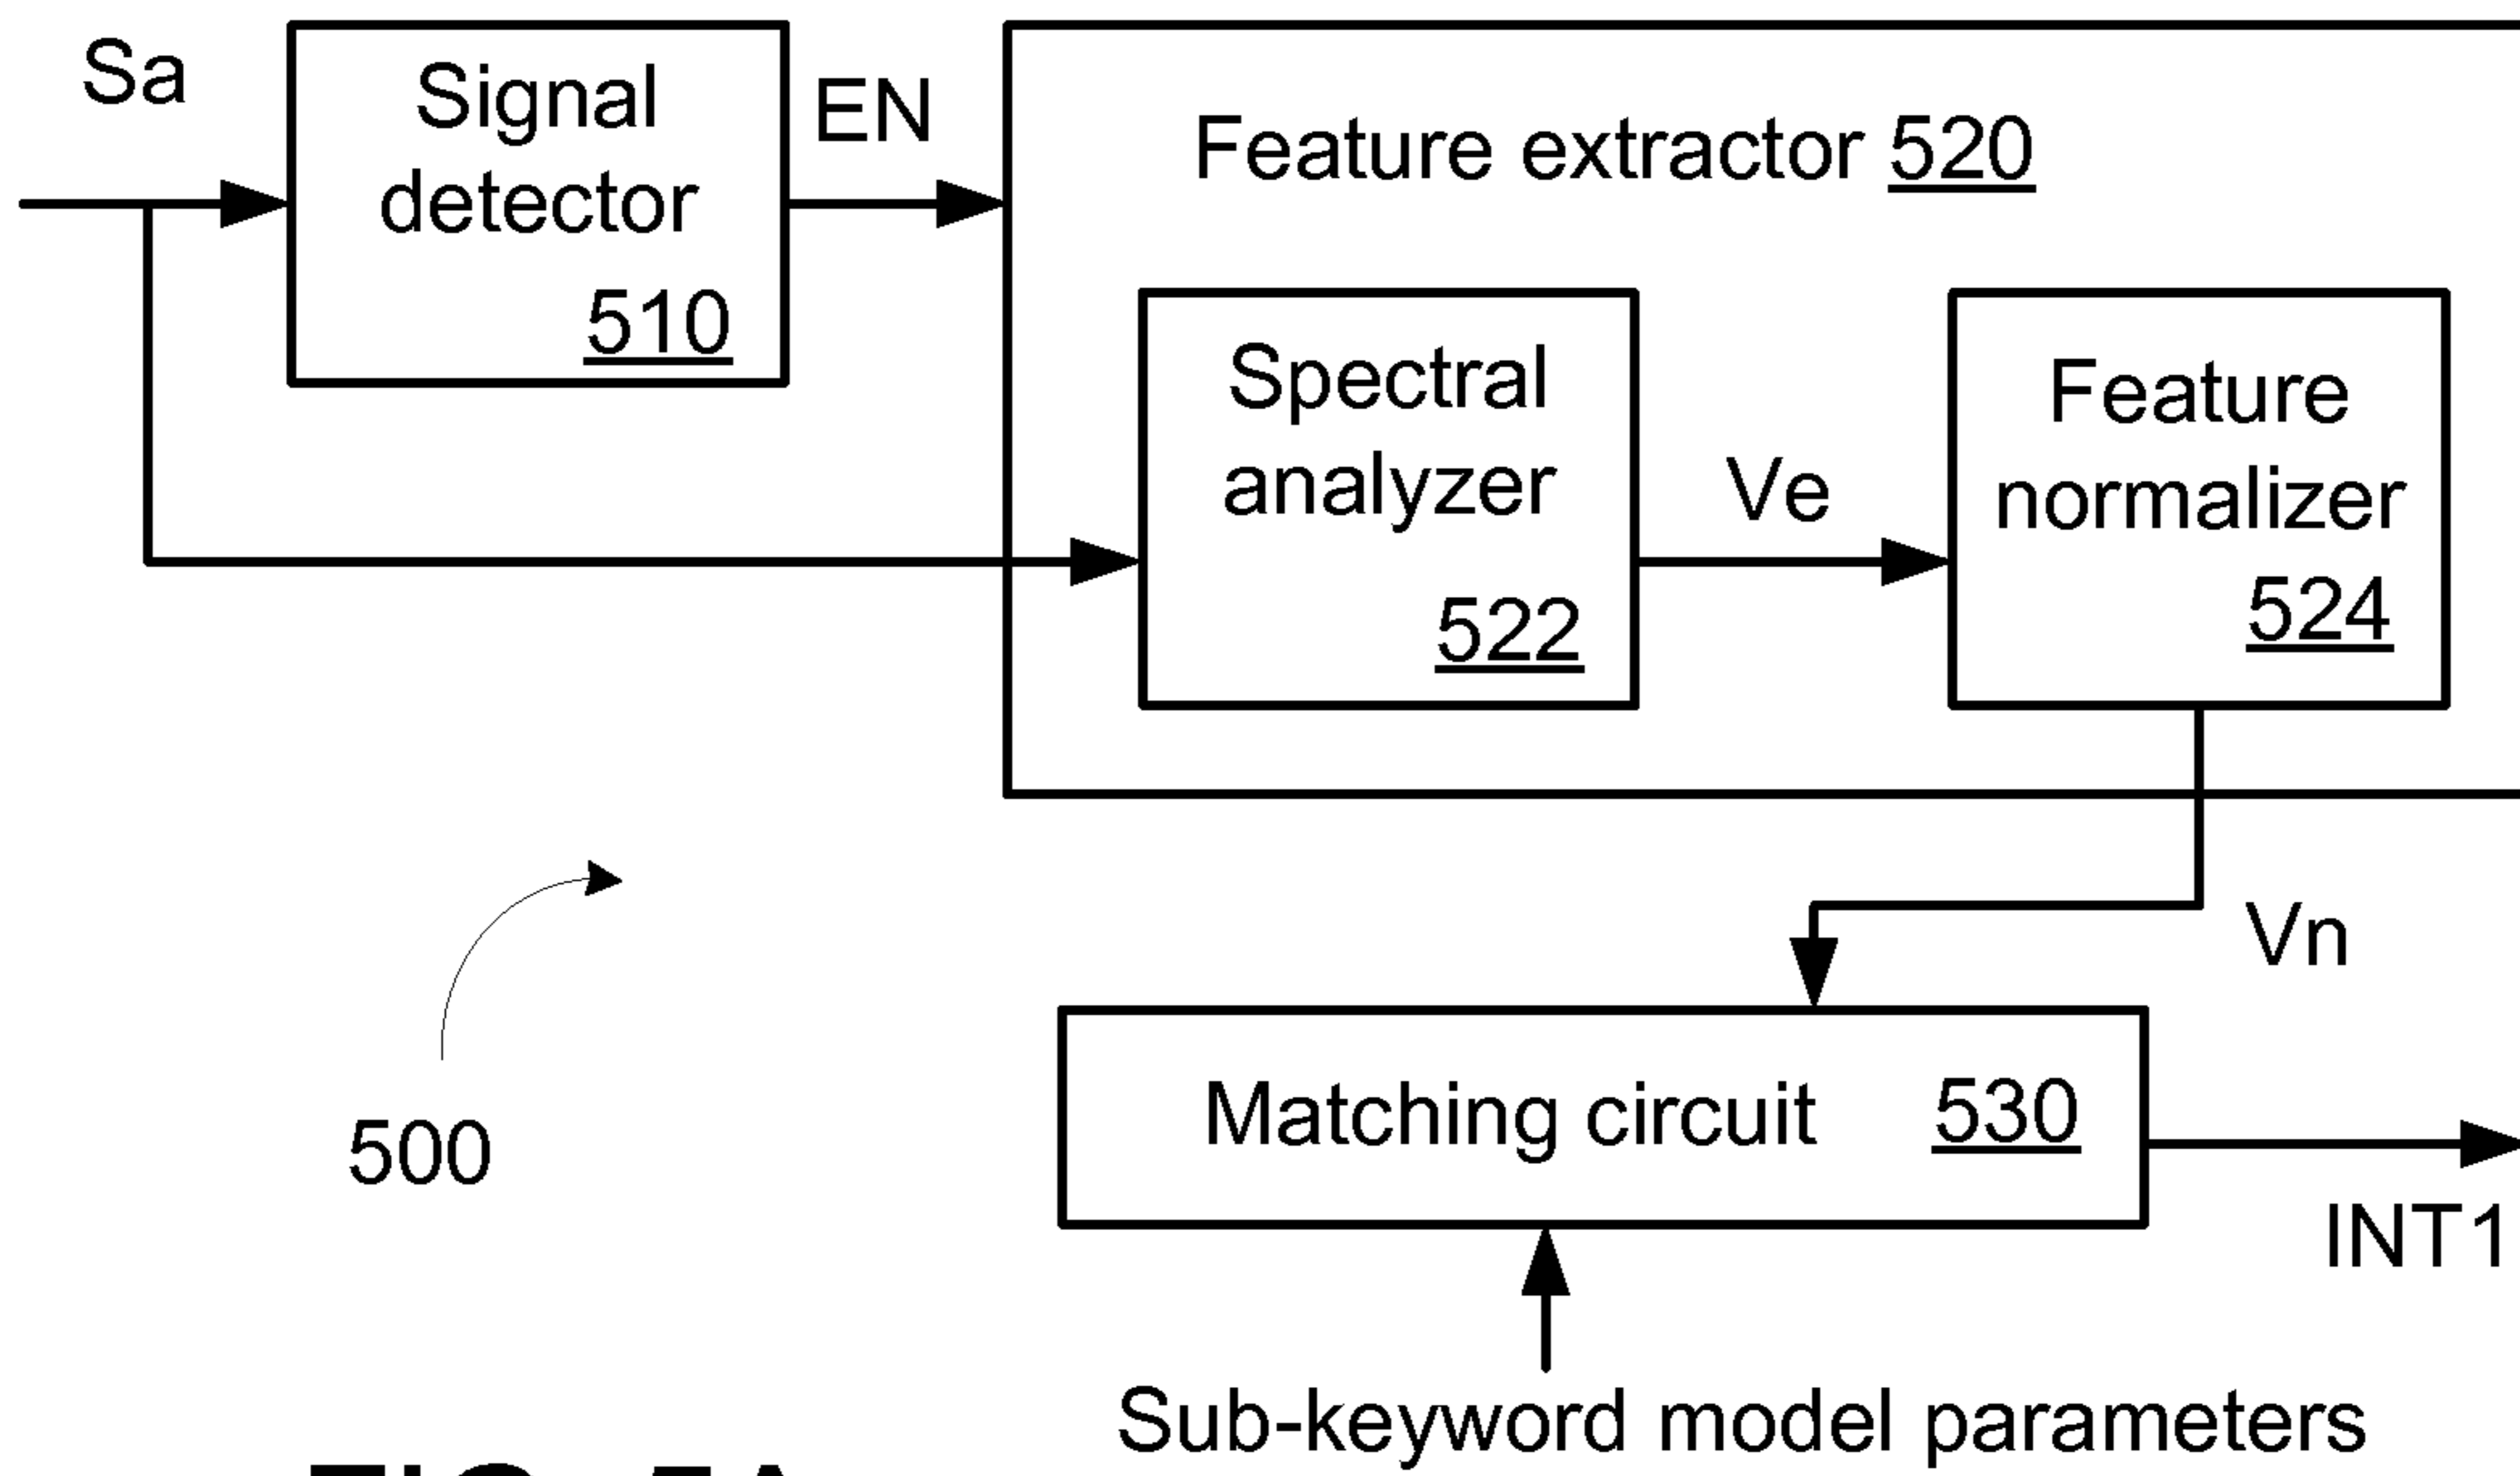 Sa
Signal
detector
510
EN
Feature extractor 520
Spectral
analyzer
522
Ve
Feature
normalizer
524
Vn
500
Matching circuit 530
INT1
Sub-keyword model parameters